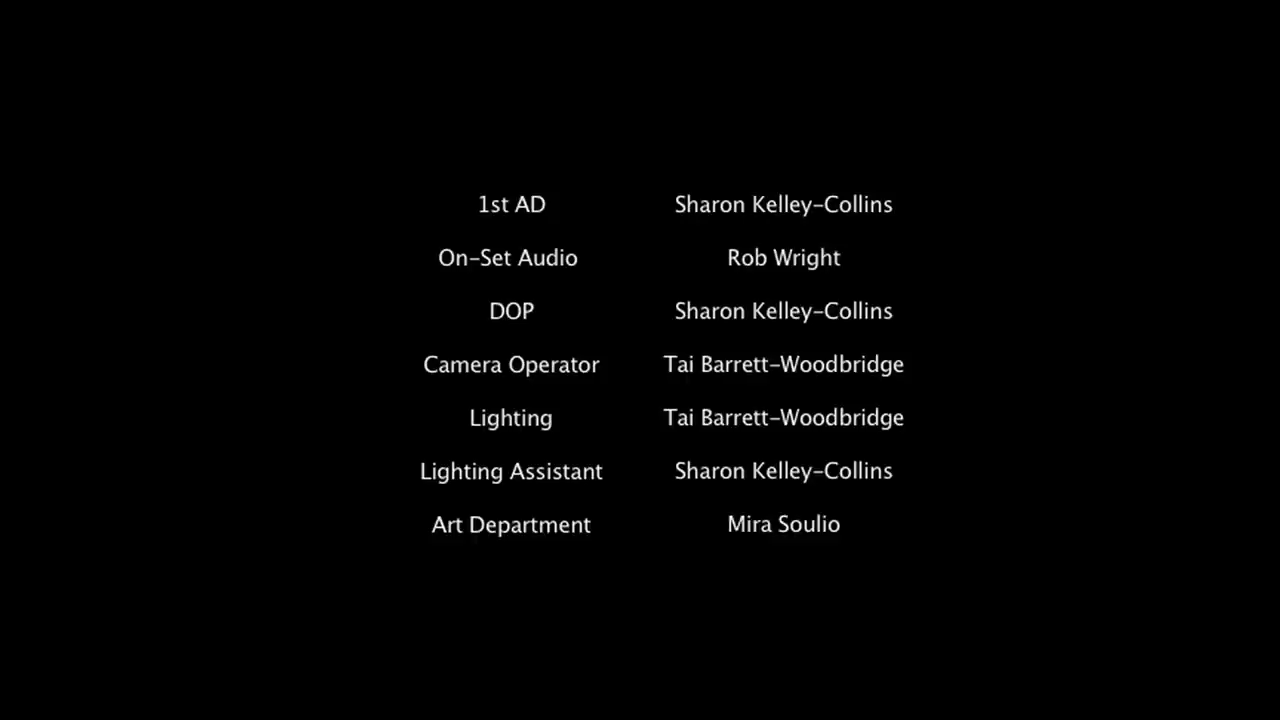 1st AD Sharon Kelley-Collins
On-Set Audio Rob Wright
DOP Sharon Kelley-Collins
Camera Operator Tai Barrett-Woodbridge
Lighting Tai Barrett-Woodbridge
Lighting Assistant Sharon Kelley-Collins
Art Department Mira Soulio